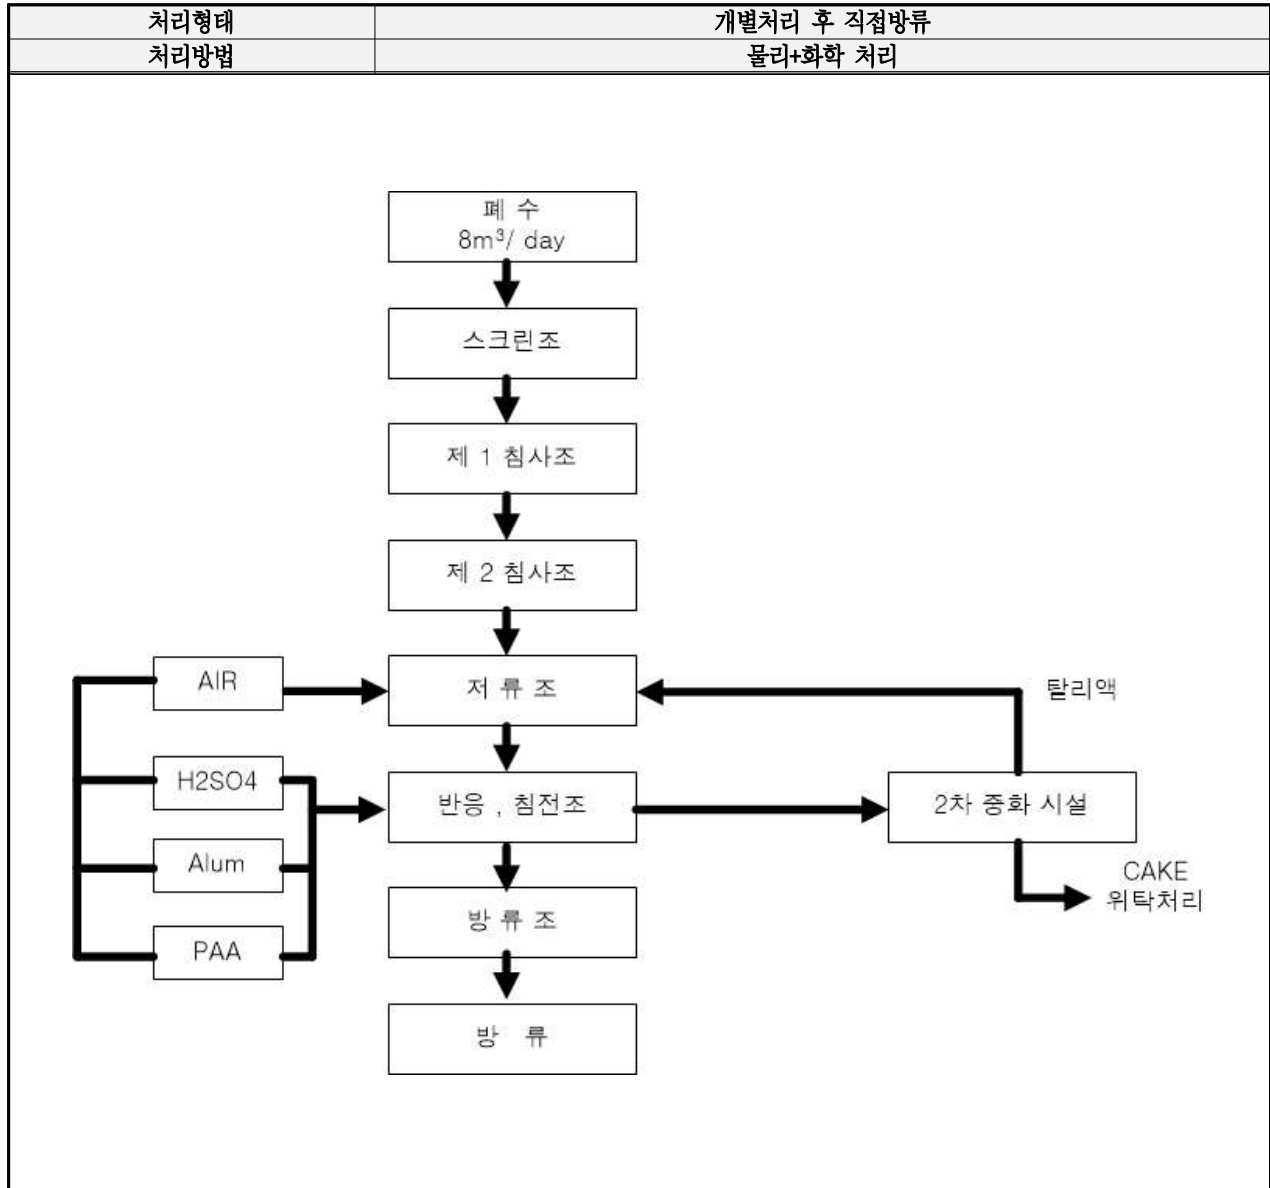 처리형태 개별처리 후 직접방류
처리방법 물리+화학 처리
폐 수
8m³/ day
스크린조
제 1 침사조
제 2 침사조
AIR
저 류 조
탈리액
H2SO4
반응 , 침전조
2차 중화 시설
Alum
CAKE
위탁처리
방 류 조
PAA
방 류